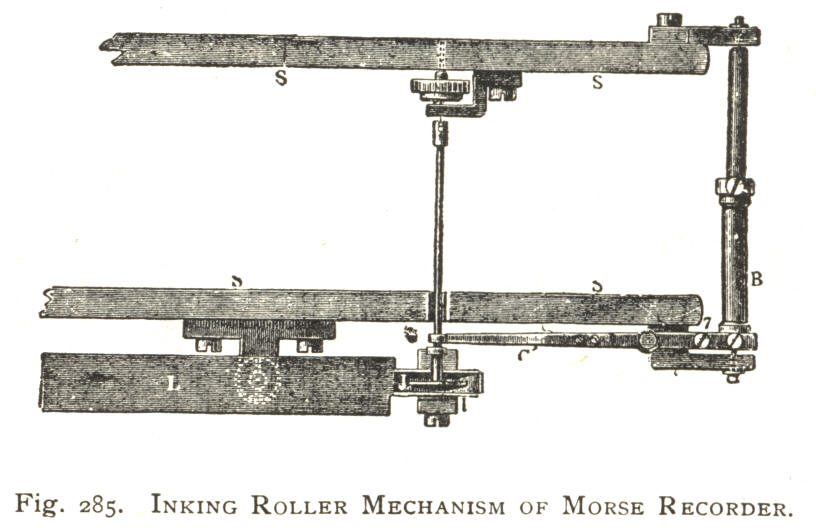 S S
S S
B
7
C'
L
Fig. 285. INKING ROLLER MECHANISM OF MORSE RECORDER.